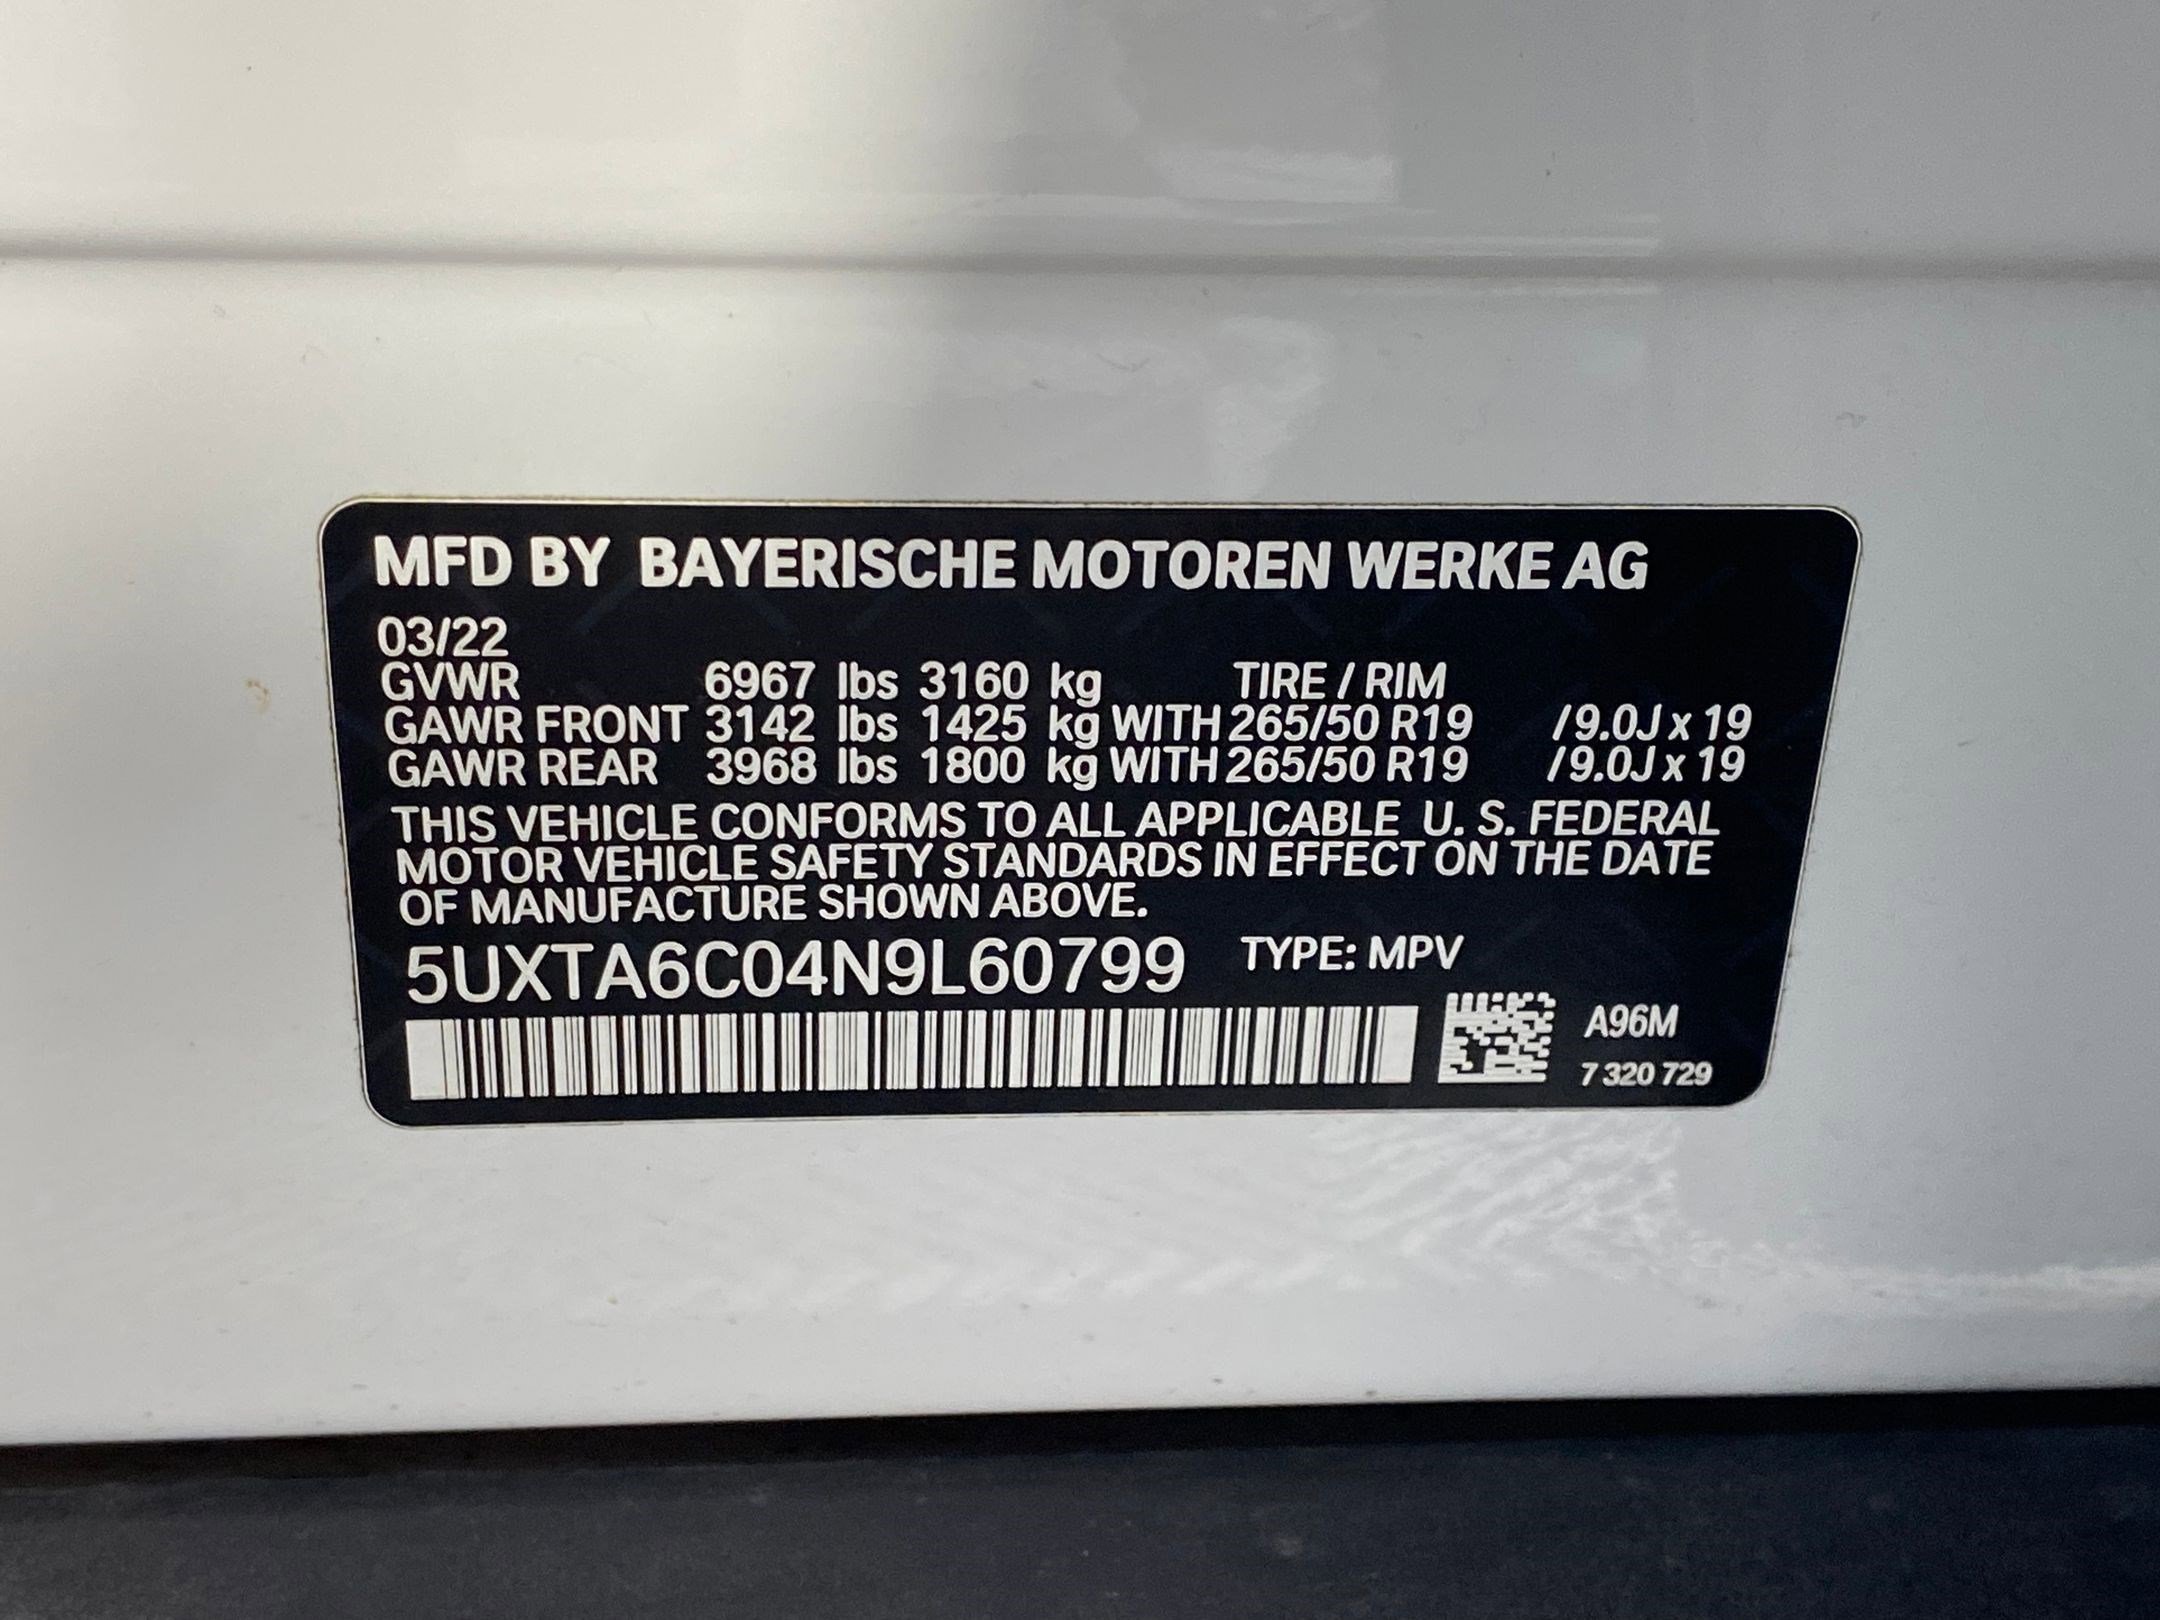 MFD BY BAYERISCHE MOTOREN WERKE AG
03/22
GVWR 6967 lbs 3160 kg TIRE / RIM
GAWR FRONT 3142 lbs 1425 kg WITH 265/50 R19 /9.0J x 19
GAWR REAR 3968 lbs 1800 kg WITH 265/50 R19 /9.0J x 19
THIS VEHICLE CONFORMS TO ALL APPLICABLE U. S. FEDERAL
MOTOR VEHICLE SAFETY STANDARDS IN EFFECT ON THE DATE
OF MANUFACTURE SHOWN ABOVE.
5UXTA6C04N9L60799 TYPE: MPV
A96M
7 320 729